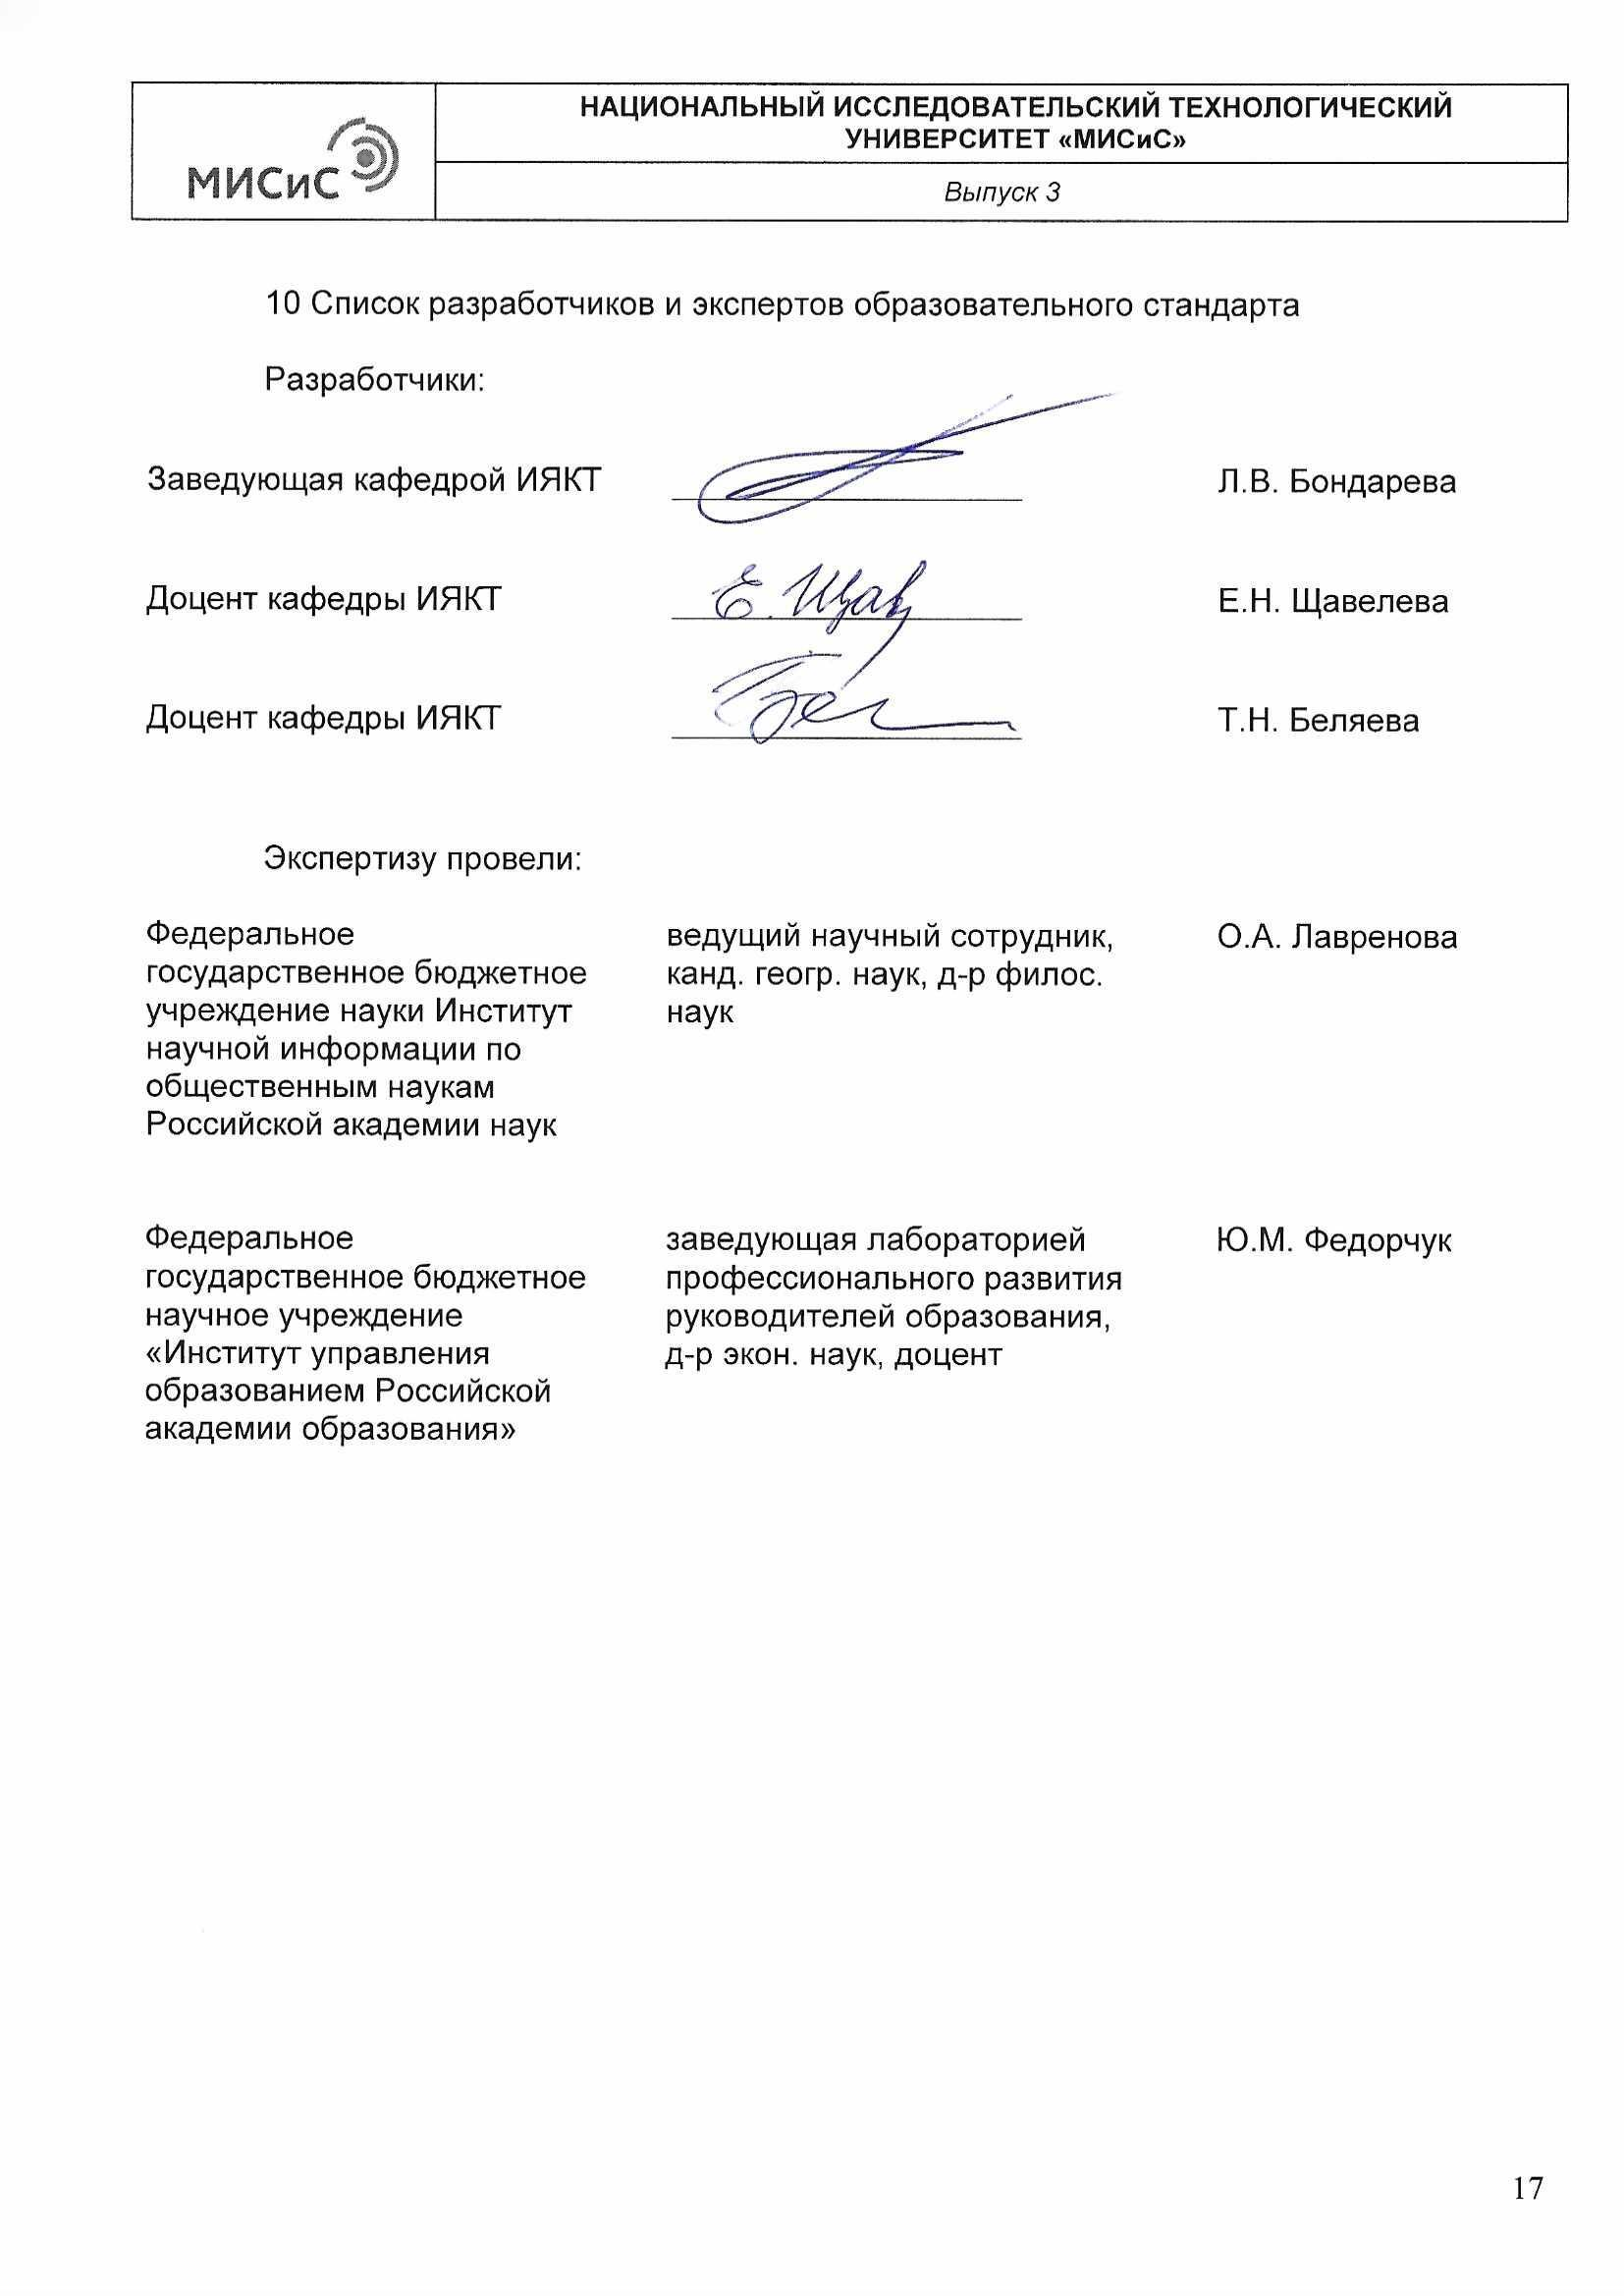 МИСиС
НАЦИОНАЛЬНЫЙ ИССЛЕДОВАТЕЛЬСКИЙ ТЕХНОЛОГИЧЕСКИЙ
УНИВЕРСИТЕТ «МИСиС»
Выпуск 3
10 Список разработчиков и экспертов образовательного стандарта
Разработчики:
Заведующая кафедрой ИЯКТ
Л.В. Бондарева
Доцент кафедры ИЯКТ
Е. Щав
Е.Н. Щавелева
Доцент кафедры ИЯКТ
Бел
Т.Н. Беляева
Экспертизу провели:
Федеральное
государственное бюджетное
учреждение науки Институт
научной информации по
общественным наукам
Российской академии наук
ведущий научный сотрудник,
канд. геогр. наук, д-р филос.
наук
О.А. Лавренова
Федеральное
государственное бюджетное
научное учреждение
«Институт управления
образованием Российской
академии образования»
заведующая лабораторией
профессионального развития
руководителей образования,
д-р экон. наук, доцент
Ю.М. Федорчук
17